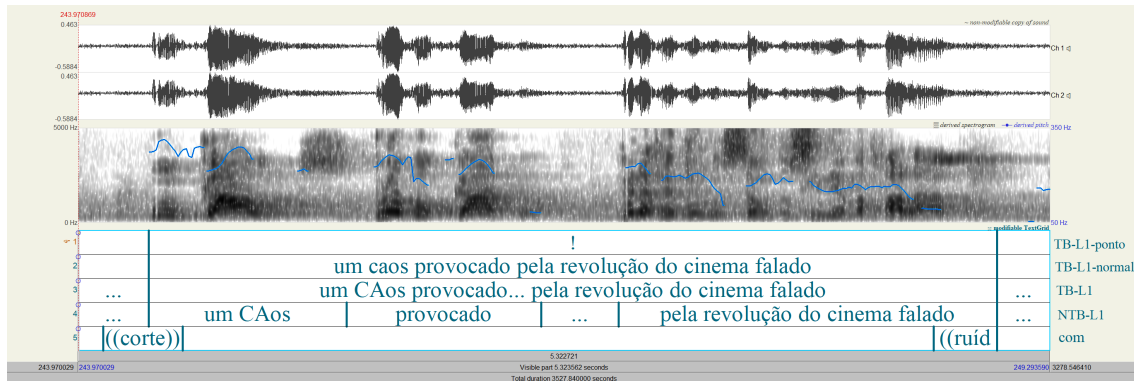 243.970869
0.463
~ non-modifiable copy of sound
-0.5884
Ch 1
0.463
Ch 2
-0.5884
derived spectrogram derived pitch
5000 Hz
350 Hz
0 Hz
50 Hz
modifiable TextGrid
1 ! TB-L1-ponto
2 um caos provocado pela revolução do cinema falado TB-L1-normal
3 ... um CAos provocado... pela revolução do cinema falado ... TB-L1
4 ... um CAos provocado ... pela revolução do cinema falado ... NTB-L1
5 ((corte)) ((ruíd com
5.322721
243.970029 243.970029 Visible part 5.323562 seconds 249.293590 3278.546410
Total duration 3527.840000 seconds